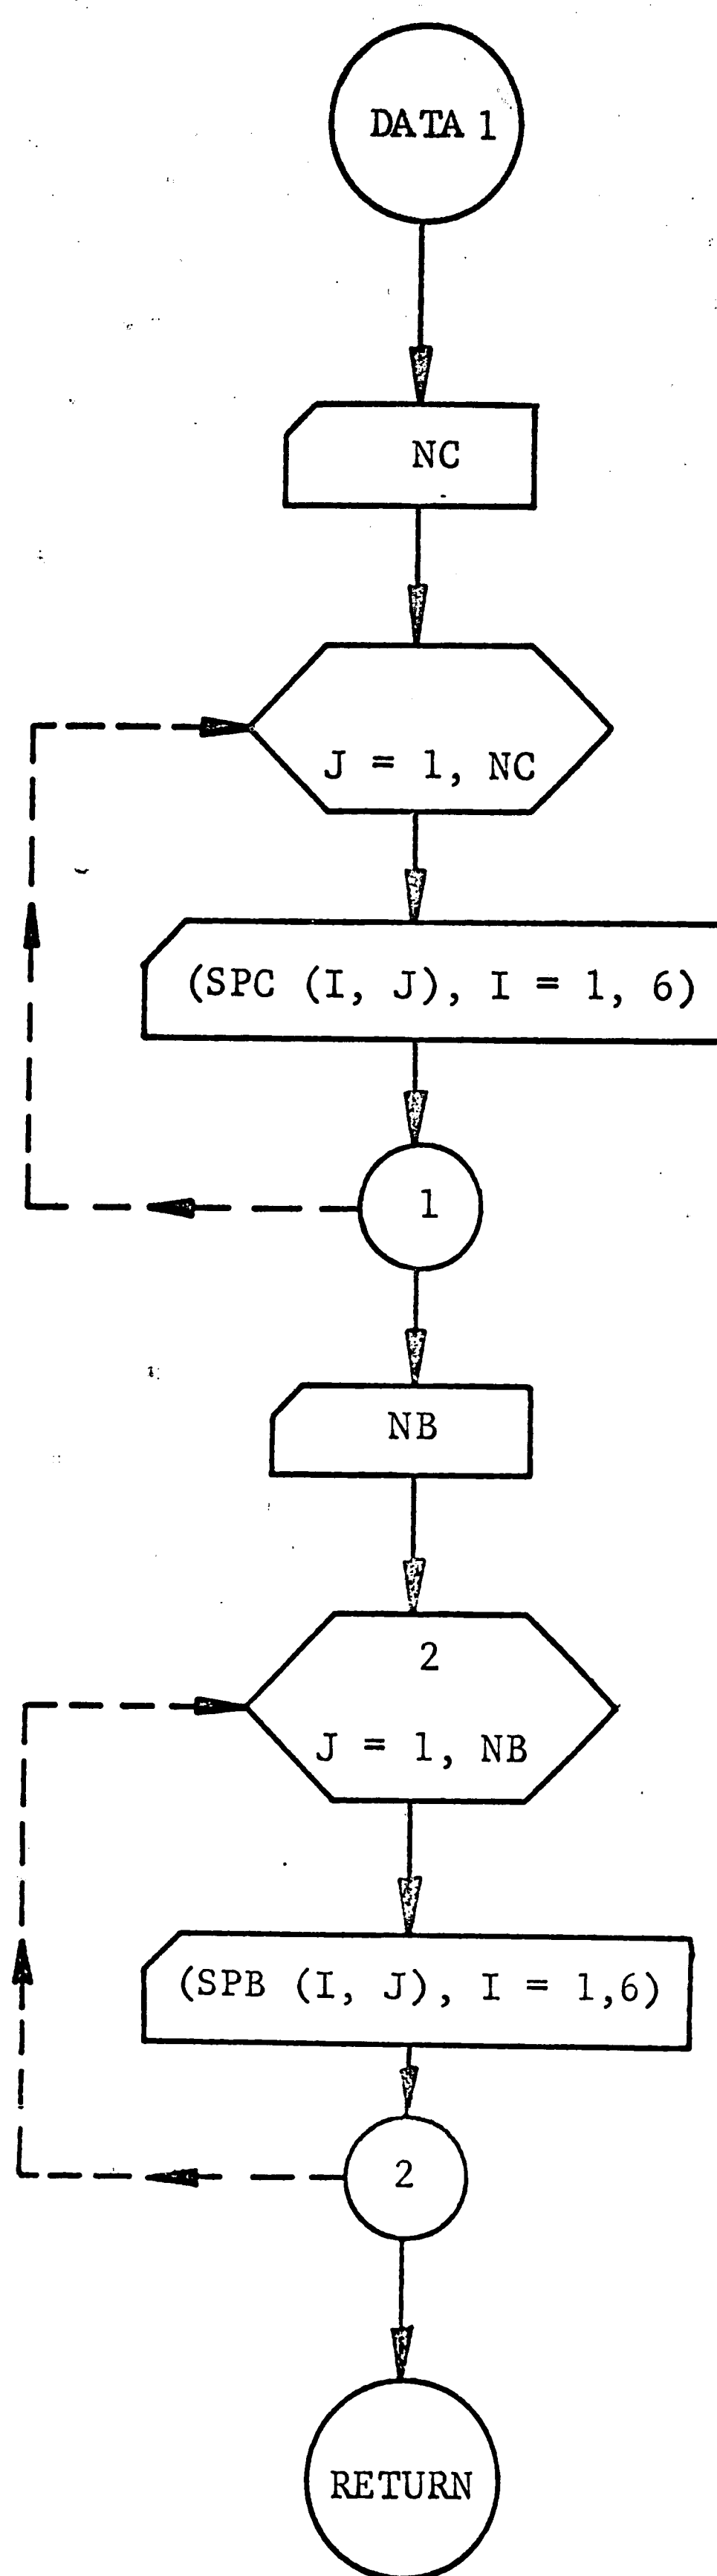 DATA 1
NC
J = 1, NC
(SPC (I, J), I = 1, 6)
1
NB
2
J = 1, NB
(SPB (I, J), I = 1,6)
2
RETURN